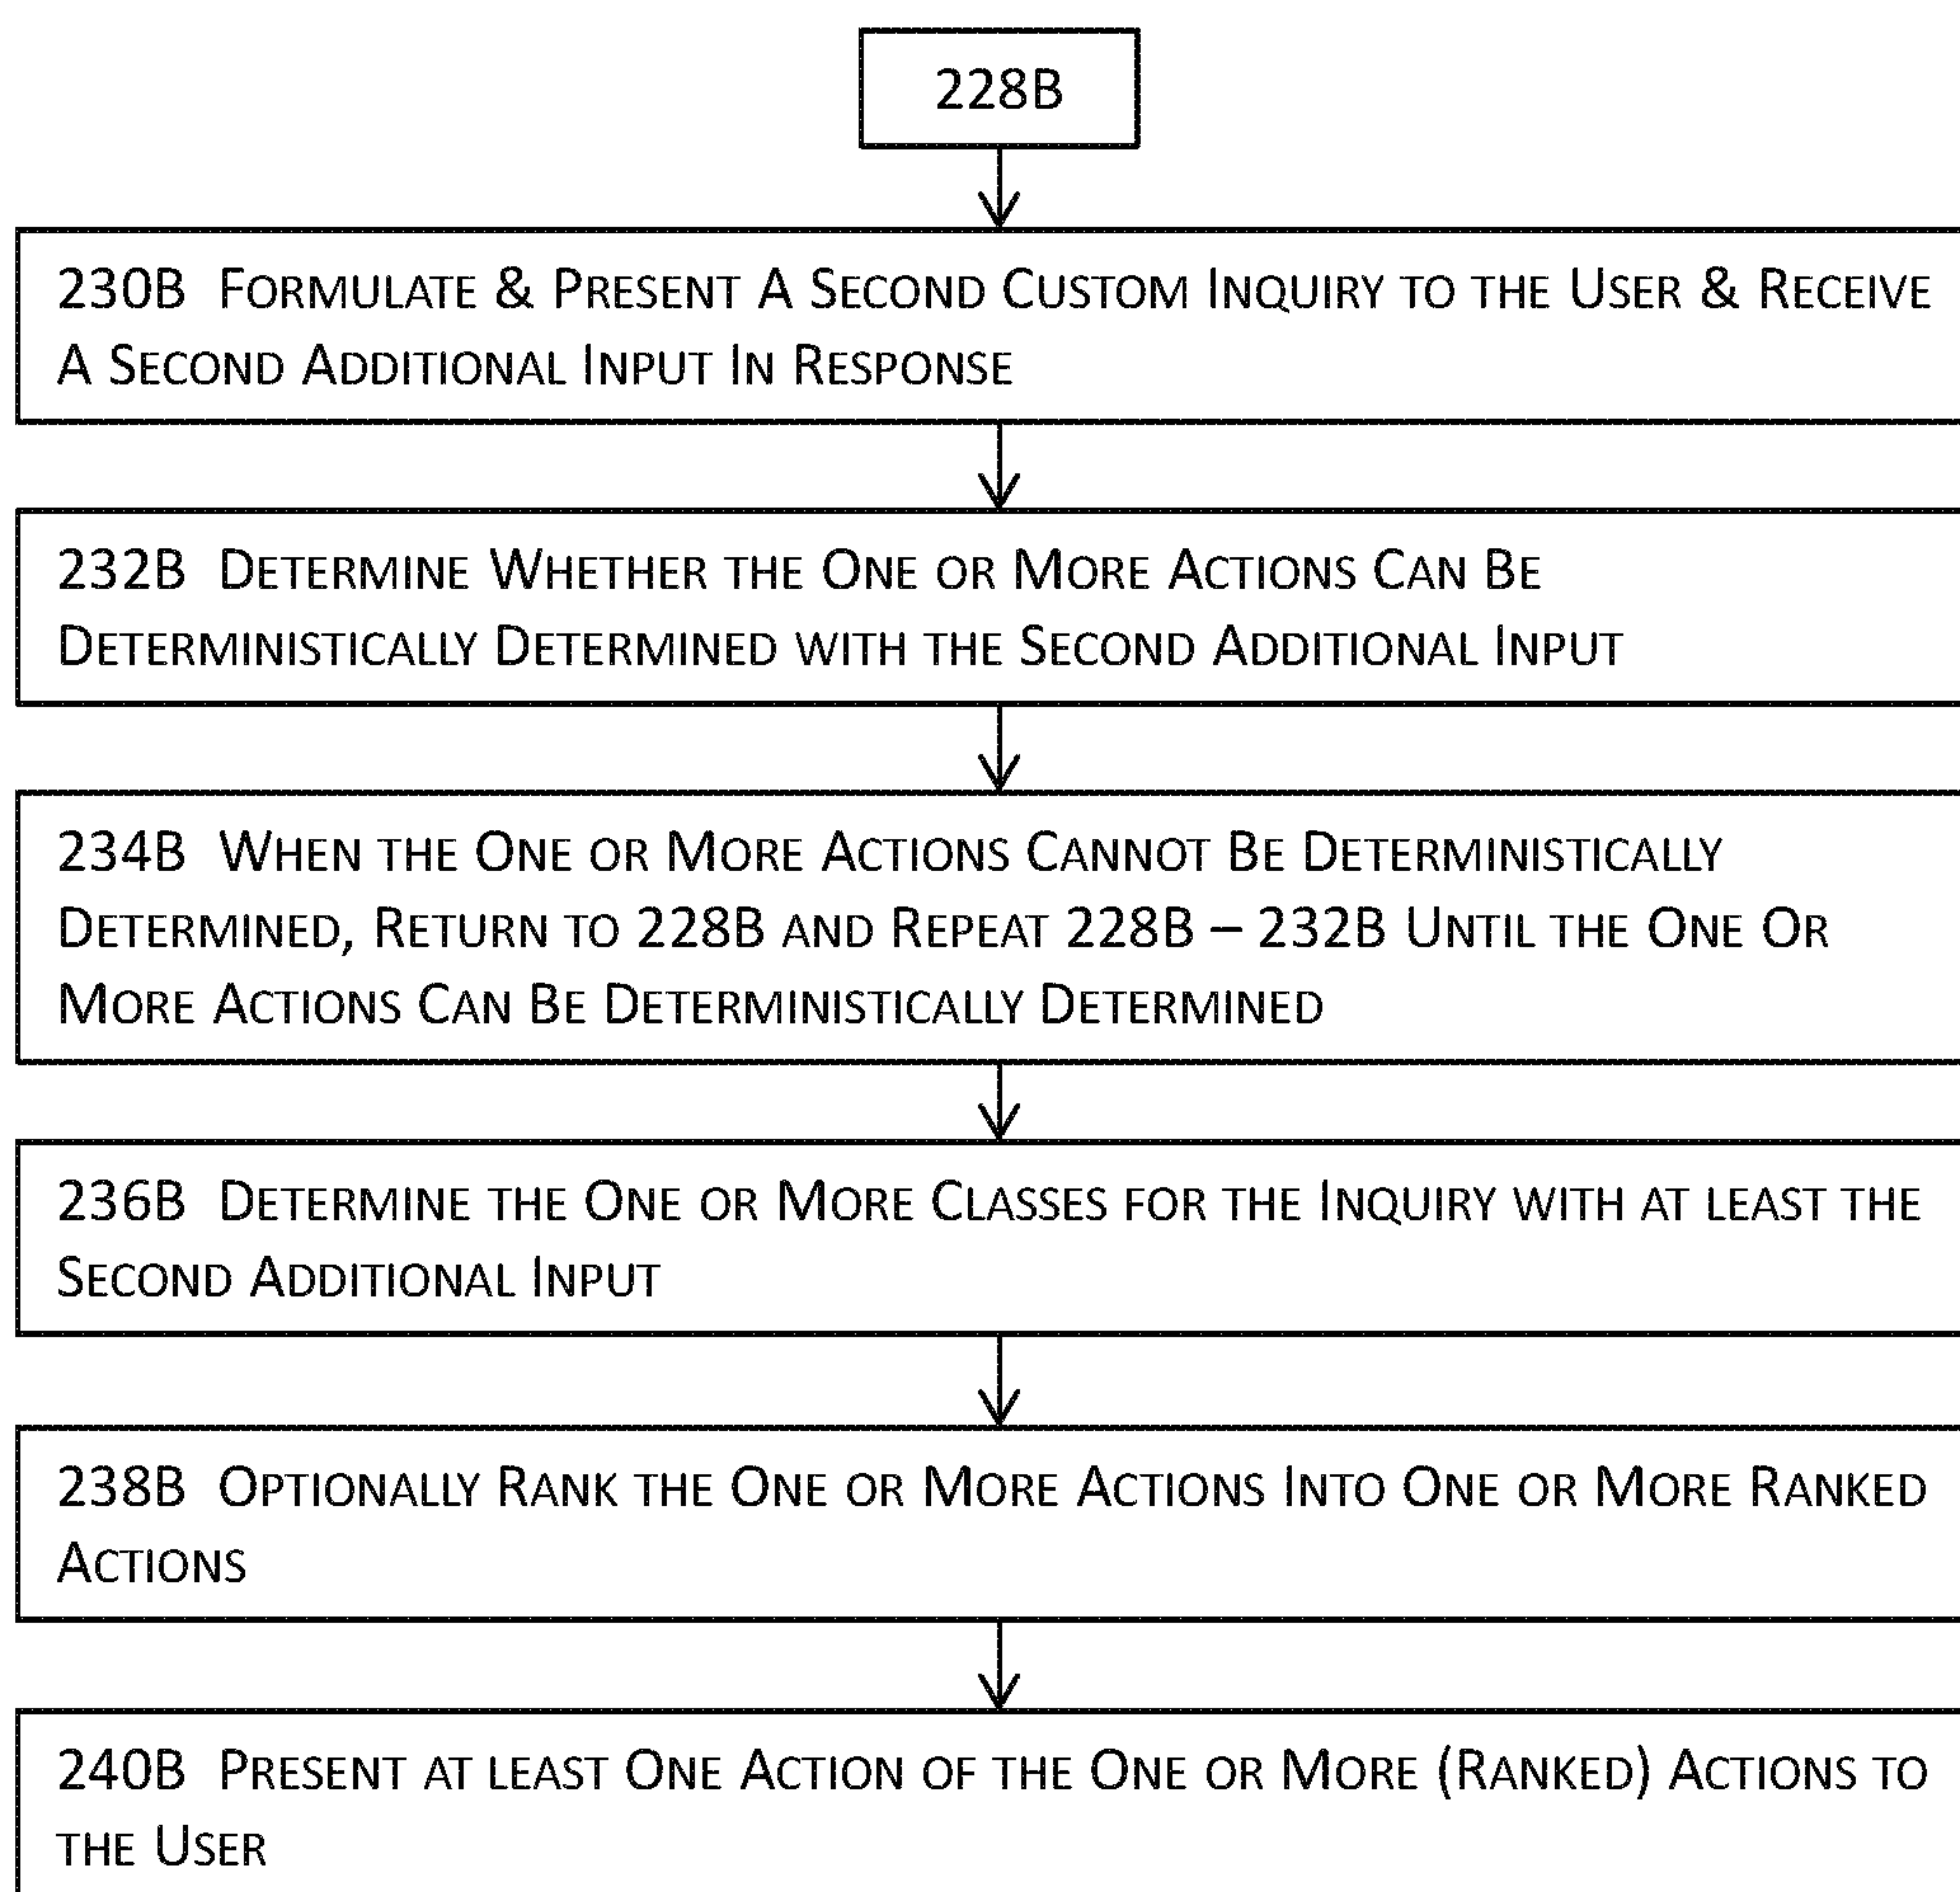 228B
230B Formulate & Present A Second Custom Inquiry to the User & Receive
A Second Additional Input In Response
232B Determine Whether the One or More Actions Can Be
Deterministically Determined with the Second Additional Input
234B When the One or More Actions Cannot Be Deterministically
Determined, Return to 228B and Repeat 228B – 232B Until the One Or
More Actions Can Be Deterministically Determined
236B Determine the One or More Classes for the Inquiry with at least the
Second Additional Input
238B Optionally Rank the One or More Actions Into One or More Ranked
Actions
240B Present at least One Action of the One or More (Ranked) Actions to
the User